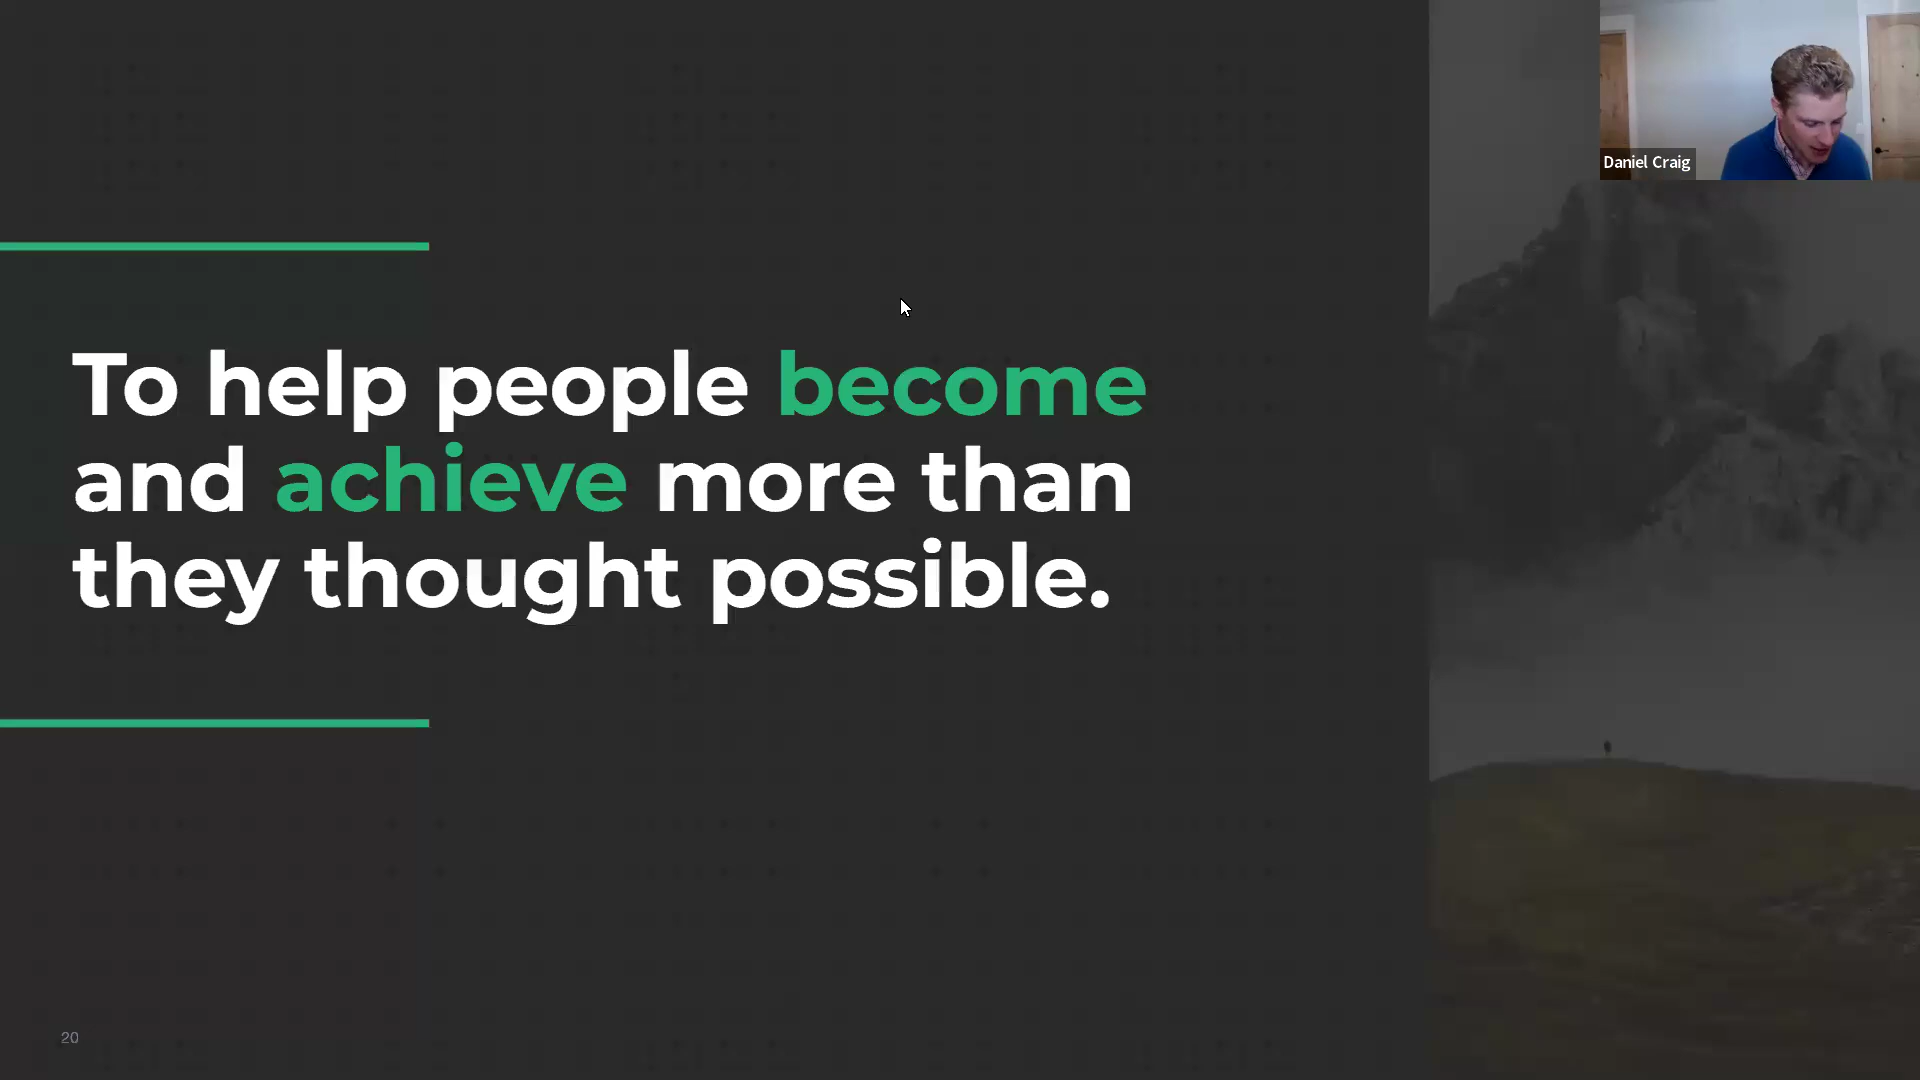 Daniel Craig
To help people become
and achieve more than
they thought possible.
20